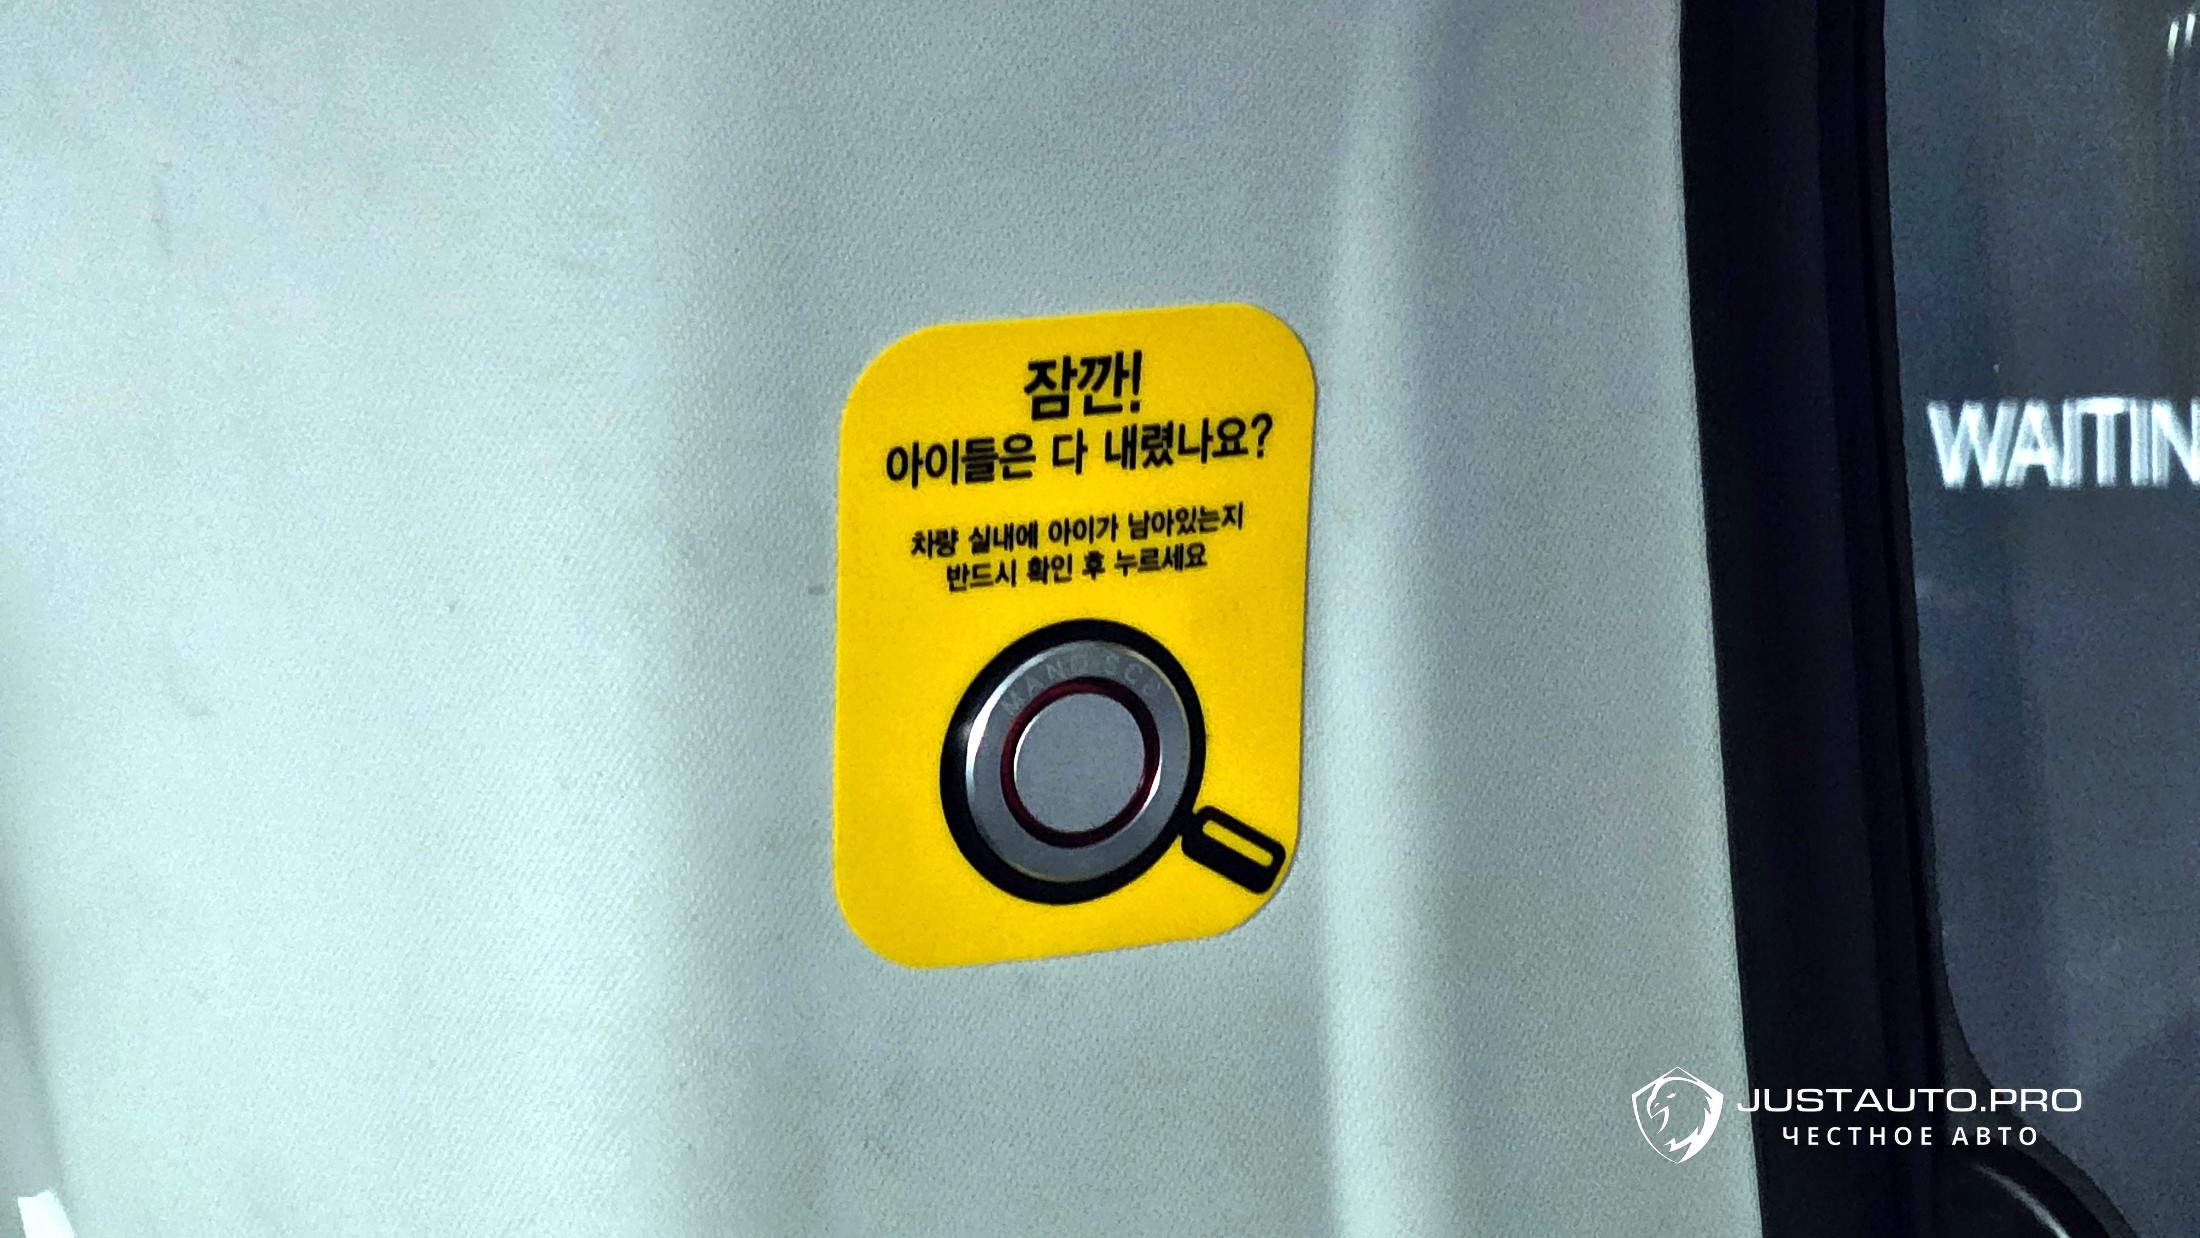 잠깐!
아이들은 다 내렸나요?
차량 실내에 아이가 남아있는지
반드시 확인 후 누르세요
WAITIN
JUSTAUTO.PRO
ЧЕСТНОЕ АВТО